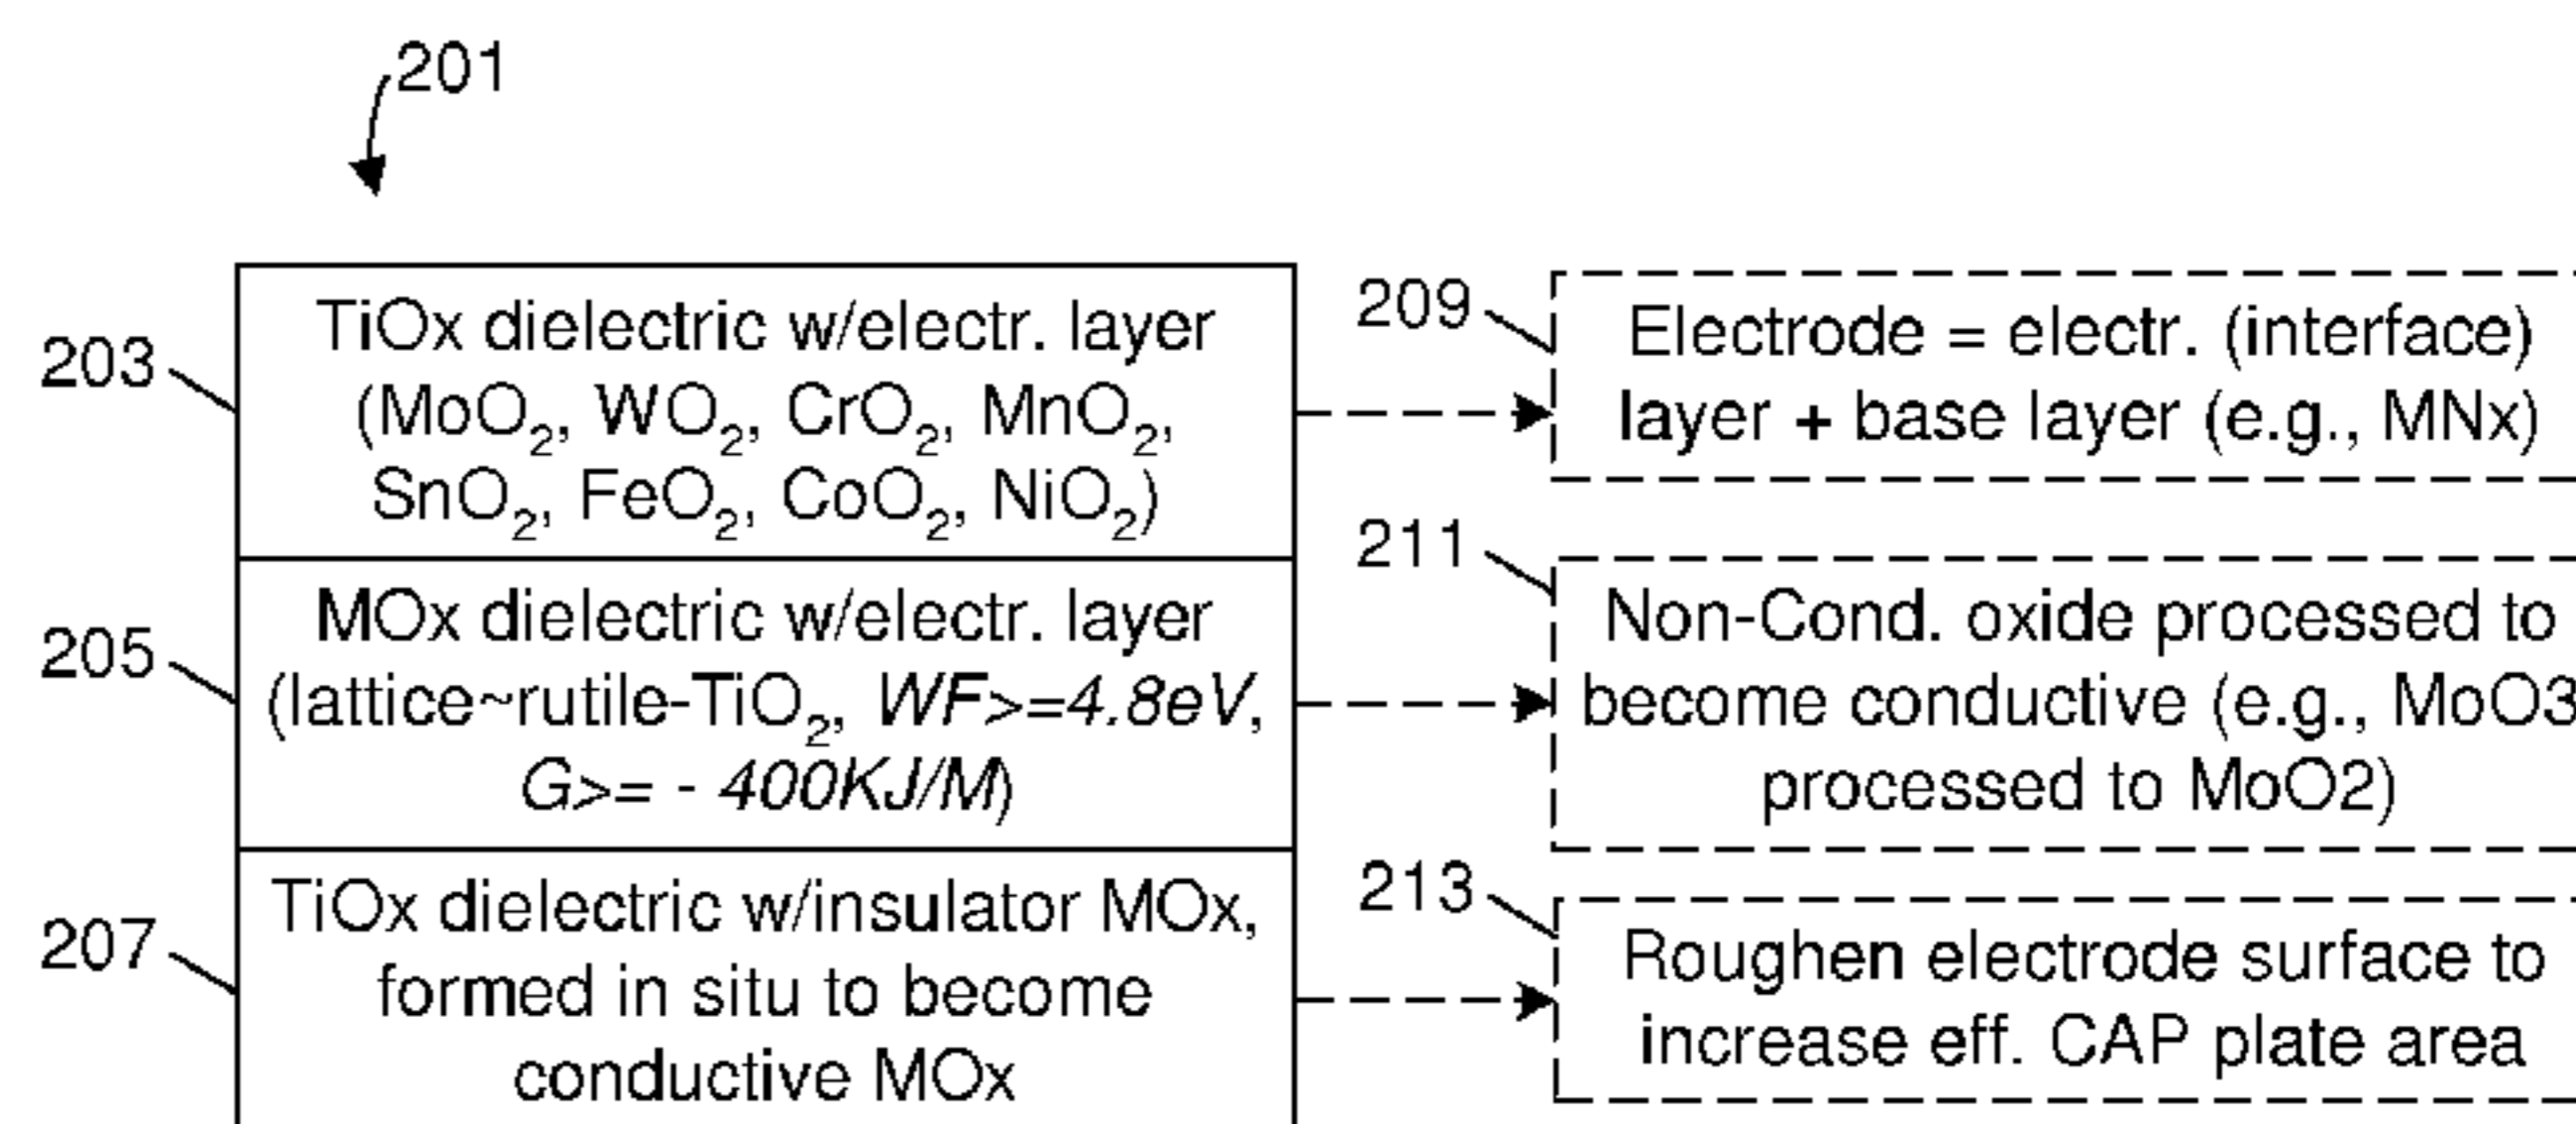 201
203
TiOx dielectric w/electr. layer
(MoO₂, WO₂, CrO₂, MnO₂,
SnO₂, FeO₂, CoO₂, NiO₂)
209
Electrode = electr. (interface)
layer + base layer (e.g., MNx)
205
MOx dielectric w/electr. layer
(lattice~rutile-TiO₂, WF>=4.8eV,
G>= - 400KJ/M)
211
Non-Cond. oxide processed to
become conductive (e.g., MoO3
processed to MoO2)
207
TiOx dielectric w/insulator MOx,
formed in situ to become
conductive MOx
213
Roughen electrode surface to
increase eff. CAP plate area